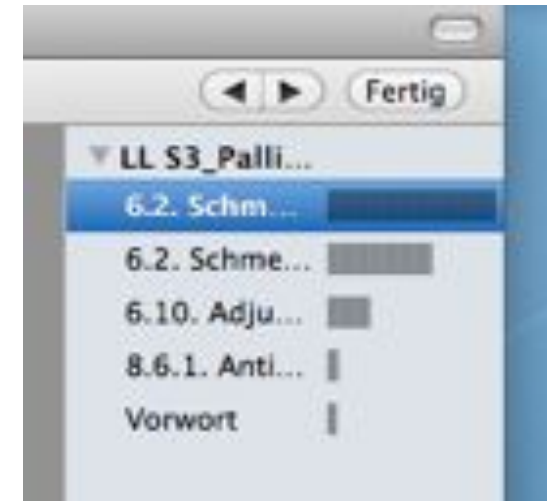 Fertig
LL S3_Palli...
6.2. Schm...
6.2. Schme...
6.10. Adju...
8.6.1. Anti...
Vorwort